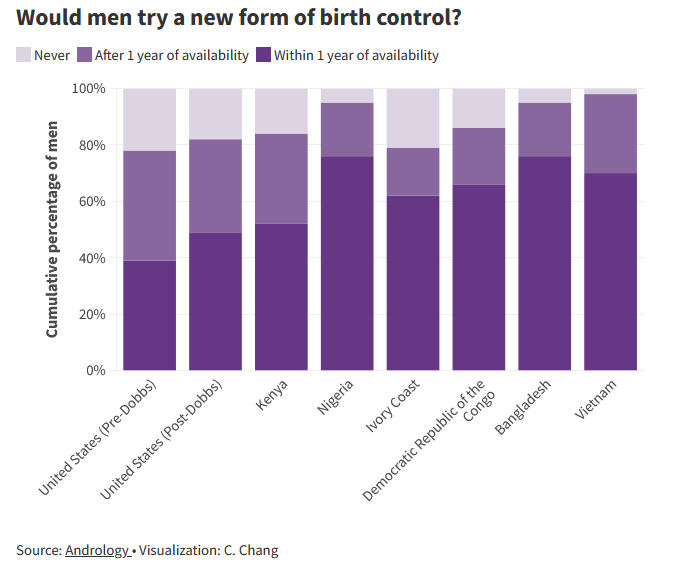 Would men try a new form of birth control?
Never After 1 year of availability Within 1 year of availability
Cumulative percentage of men
100%
80%
60%
40%
20%
0%
United States (Pre-Dobbs)
United States (Post-Dobbs)
Kenya
Nigeria
Ivory Coast
Democratic Republic of the
Congo
Bangladesh
Vietnam
Source: Andrology • Visualization: C. Chang